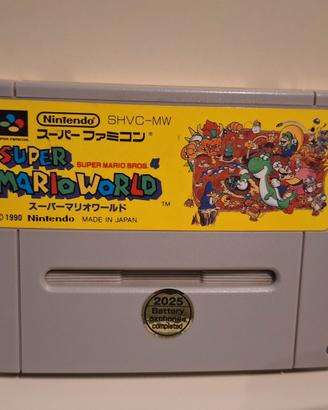 Nintendo SHVC-MW
スーパーファミコン®
SUPER
SUPER MARIO BROS. 4
MARIO WORLD
TM
スーパーマリオワールド
© 1990 Nintendo MADE IN JAPAN
2025
Battery
exchange
completed